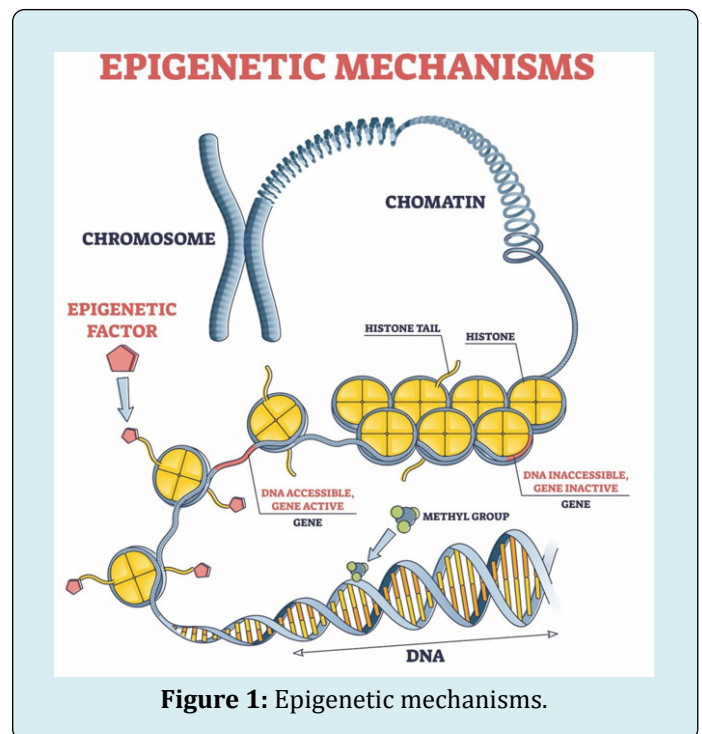 EPIGENETIC MECHANISMS
CHOMATIN
CHROMOSOME
EPIGENETIC
FACTOR
HISTONE TAIL
HISTONE
DNA ACCESSIBLE,
GENE ACTIVE
GENE
DNA INACCESSIBLE,
GENE INACTIVE
GENE
METHYL GROUP
DNA
Figure 1: Epigenetic mechanisms.